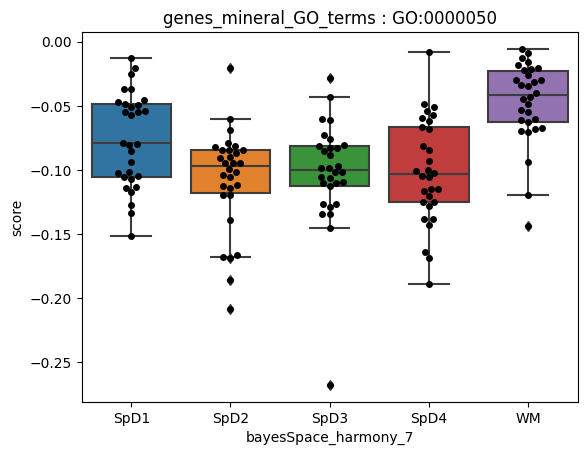 genes_mineral_GO_terms : GO:0000050
0.00
−0.05
−0.10
−0.15
−0.20
−0.25
score
SpD1 SpD2 SpD3 SpD4 WM
bayesSpace_harmony_7